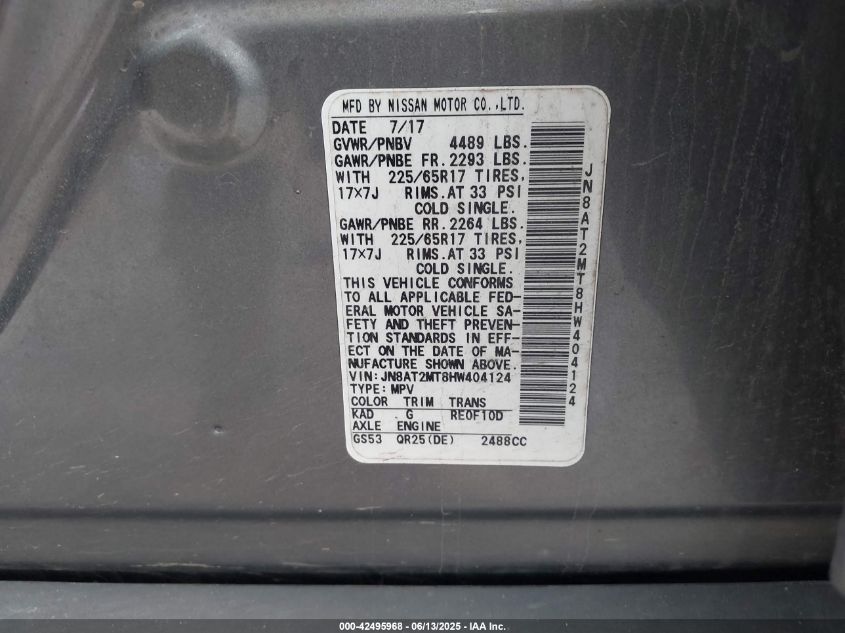 MFD BY NISSAN MOTOR CO.,LTD.
DATE 7/17
GVWR/PNBV 4489 LBS.
GAWR/PNBE FR. 2293 LBS.
WITH 225/65R17 TIRES,
17×7J RIMS. AT 33 PSI
COLD SINGLE.
GAWR/PNBE RR. 2264 LBS.
WITH 225/65R17 TIRES,
17×7J RIMS. AT 33 PSI
COLD SINGLE.
THIS VEHICLE CONFORMS
TO ALL APPLICABLE FED-
ERAL MOTOR VEHICLE SA-
FETY AND THEFT PREVEN-
TION STANDARDS IN EFF-
ECT ON THE DATE OF MA-
NUFACTURE SHOWN ABOVE.
VIN:JN8AT2MT8HW404124
TYPE:MPV
COLOR TRIM TRANS
KAD G RE0F10D
AXLE ENGINE
GS53 QR25(DE) 2488CC
JN8AT2MT8HW404124
000-42495968 - 06/13/2025 - IAA Inc.